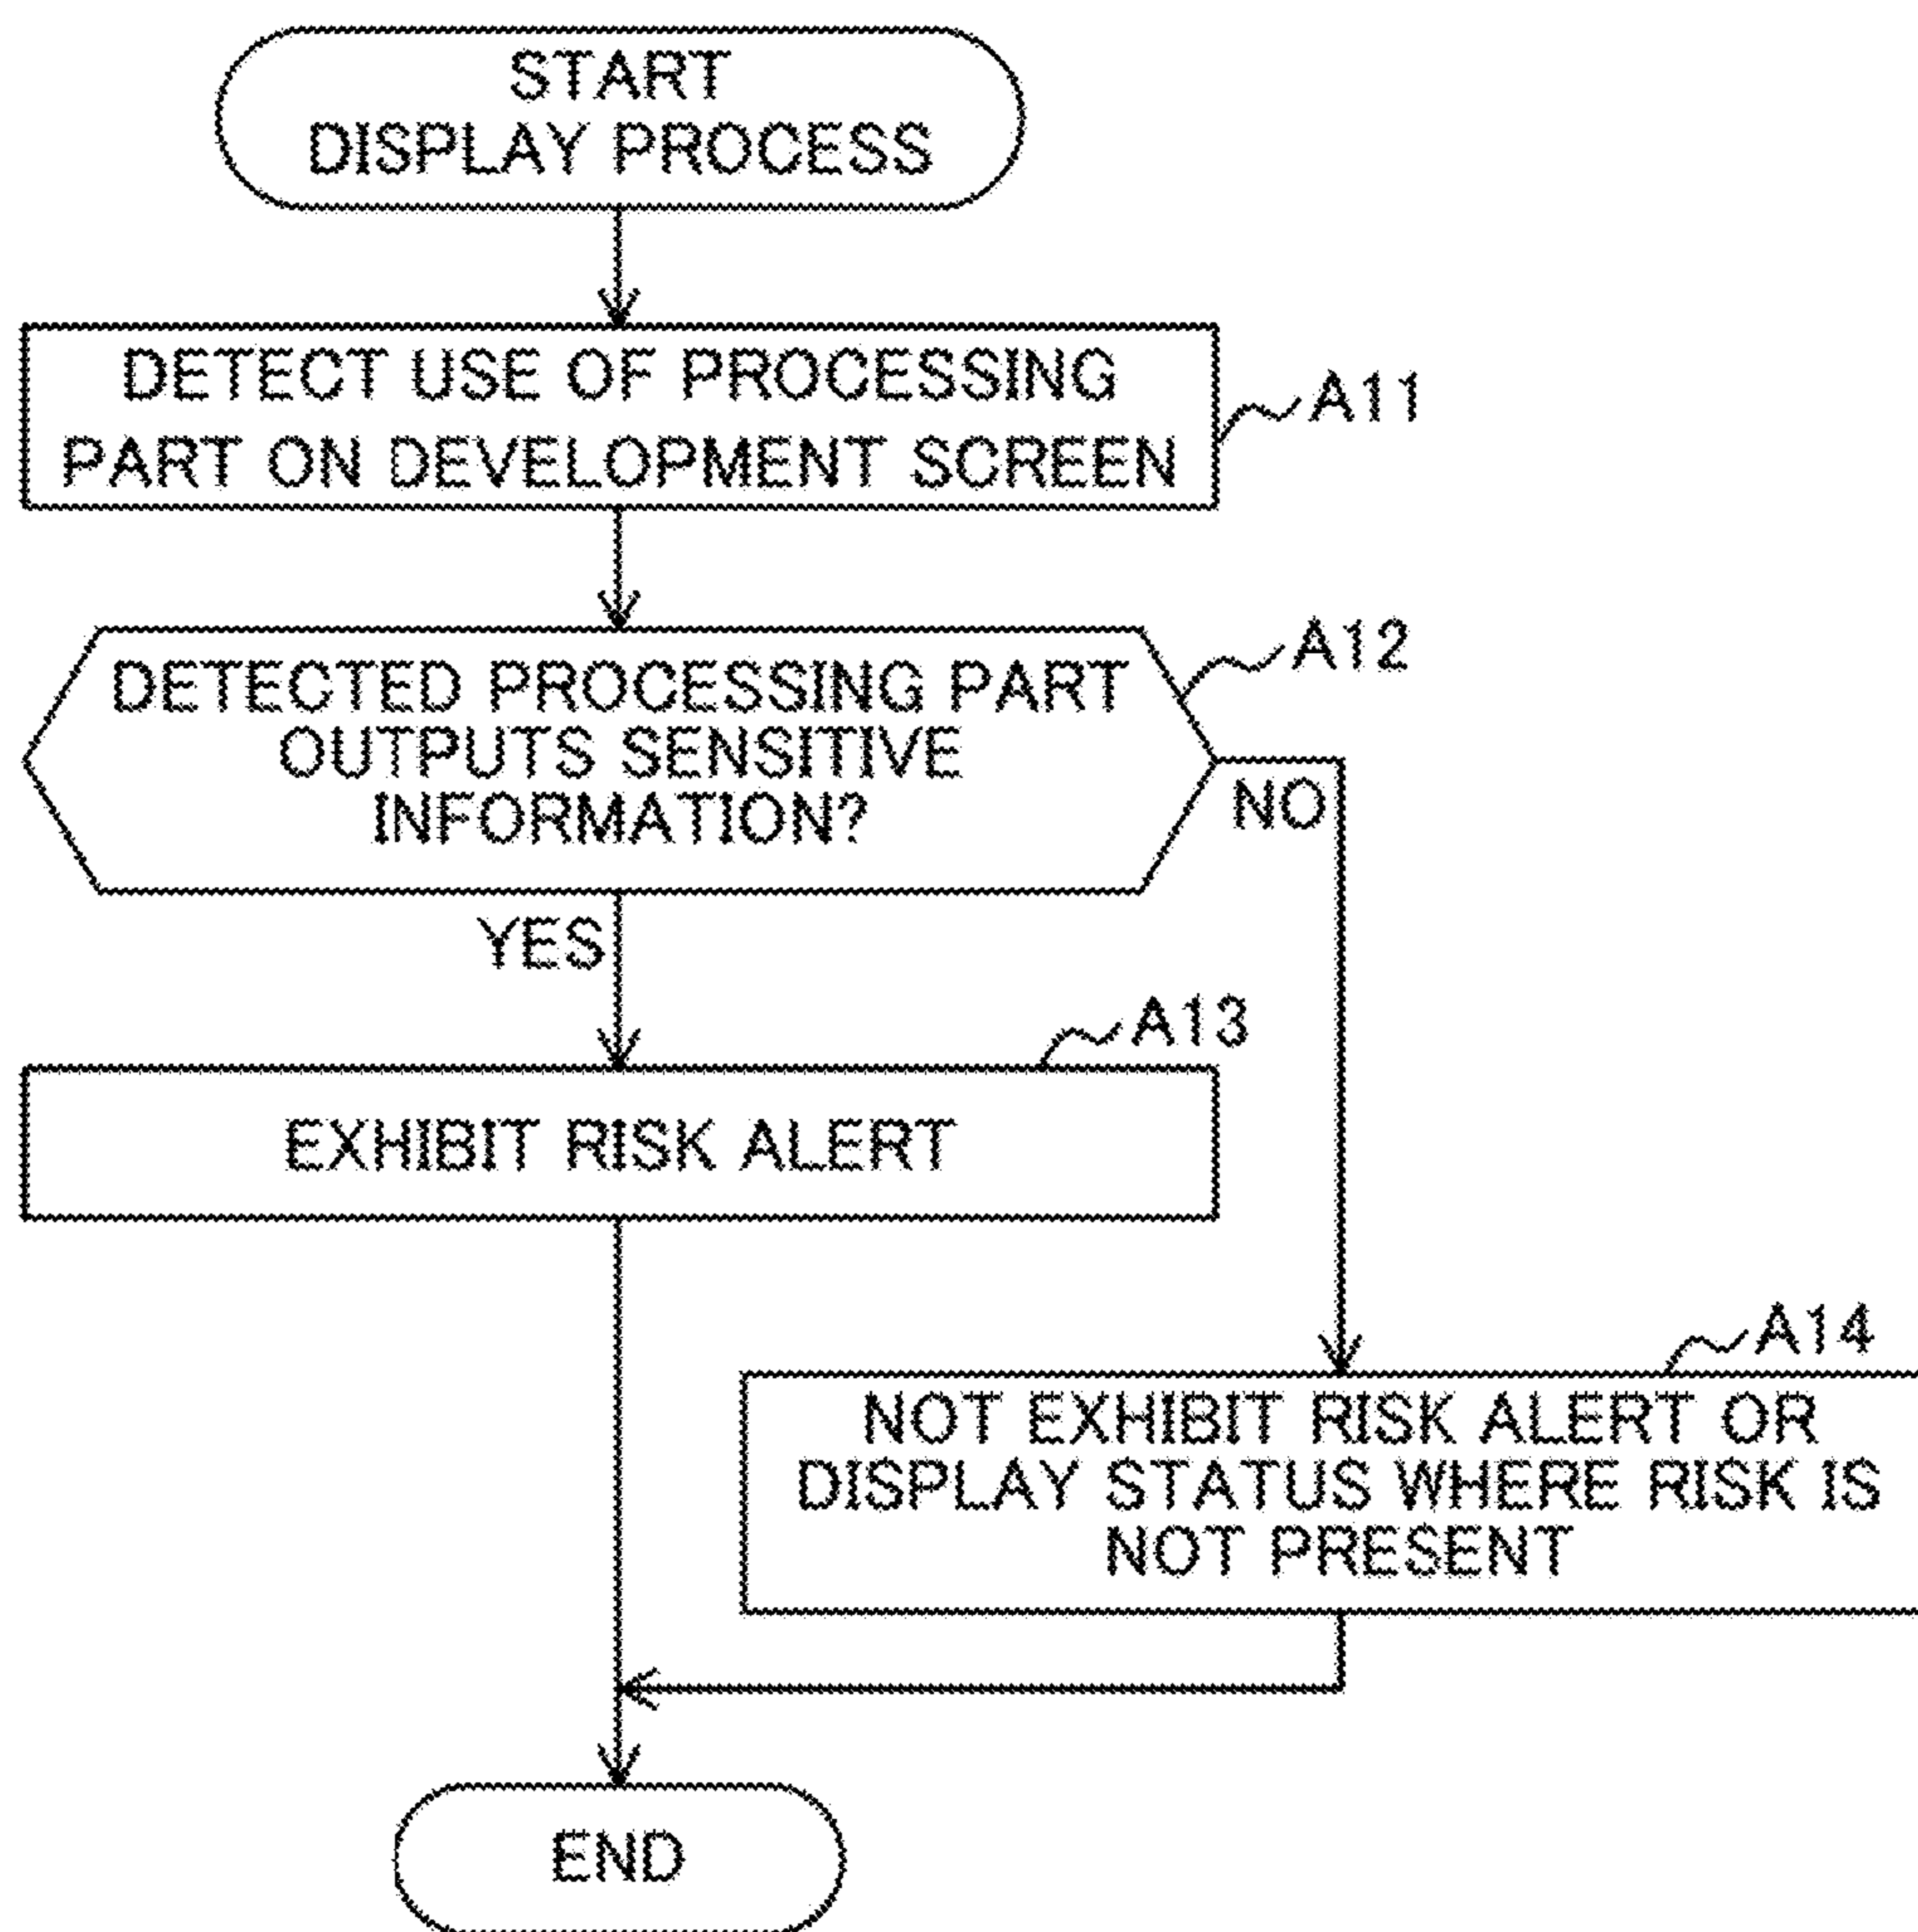 START
DISPLAY PROCESS
DETECT USE OF PROCESSING
PART ON DEVELOPMENT SCREEN
A11
DETECTED PROCESSING PART
OUTPUTS SENSITIVE
INFORMATION?
A12
NO
YES
A13
EXHIBIT RISK ALERT
A14
NOT EXHIBIT RISK ALERT OR
DISPLAY STATUS WHERE RISK IS
NOT PRESENT
END